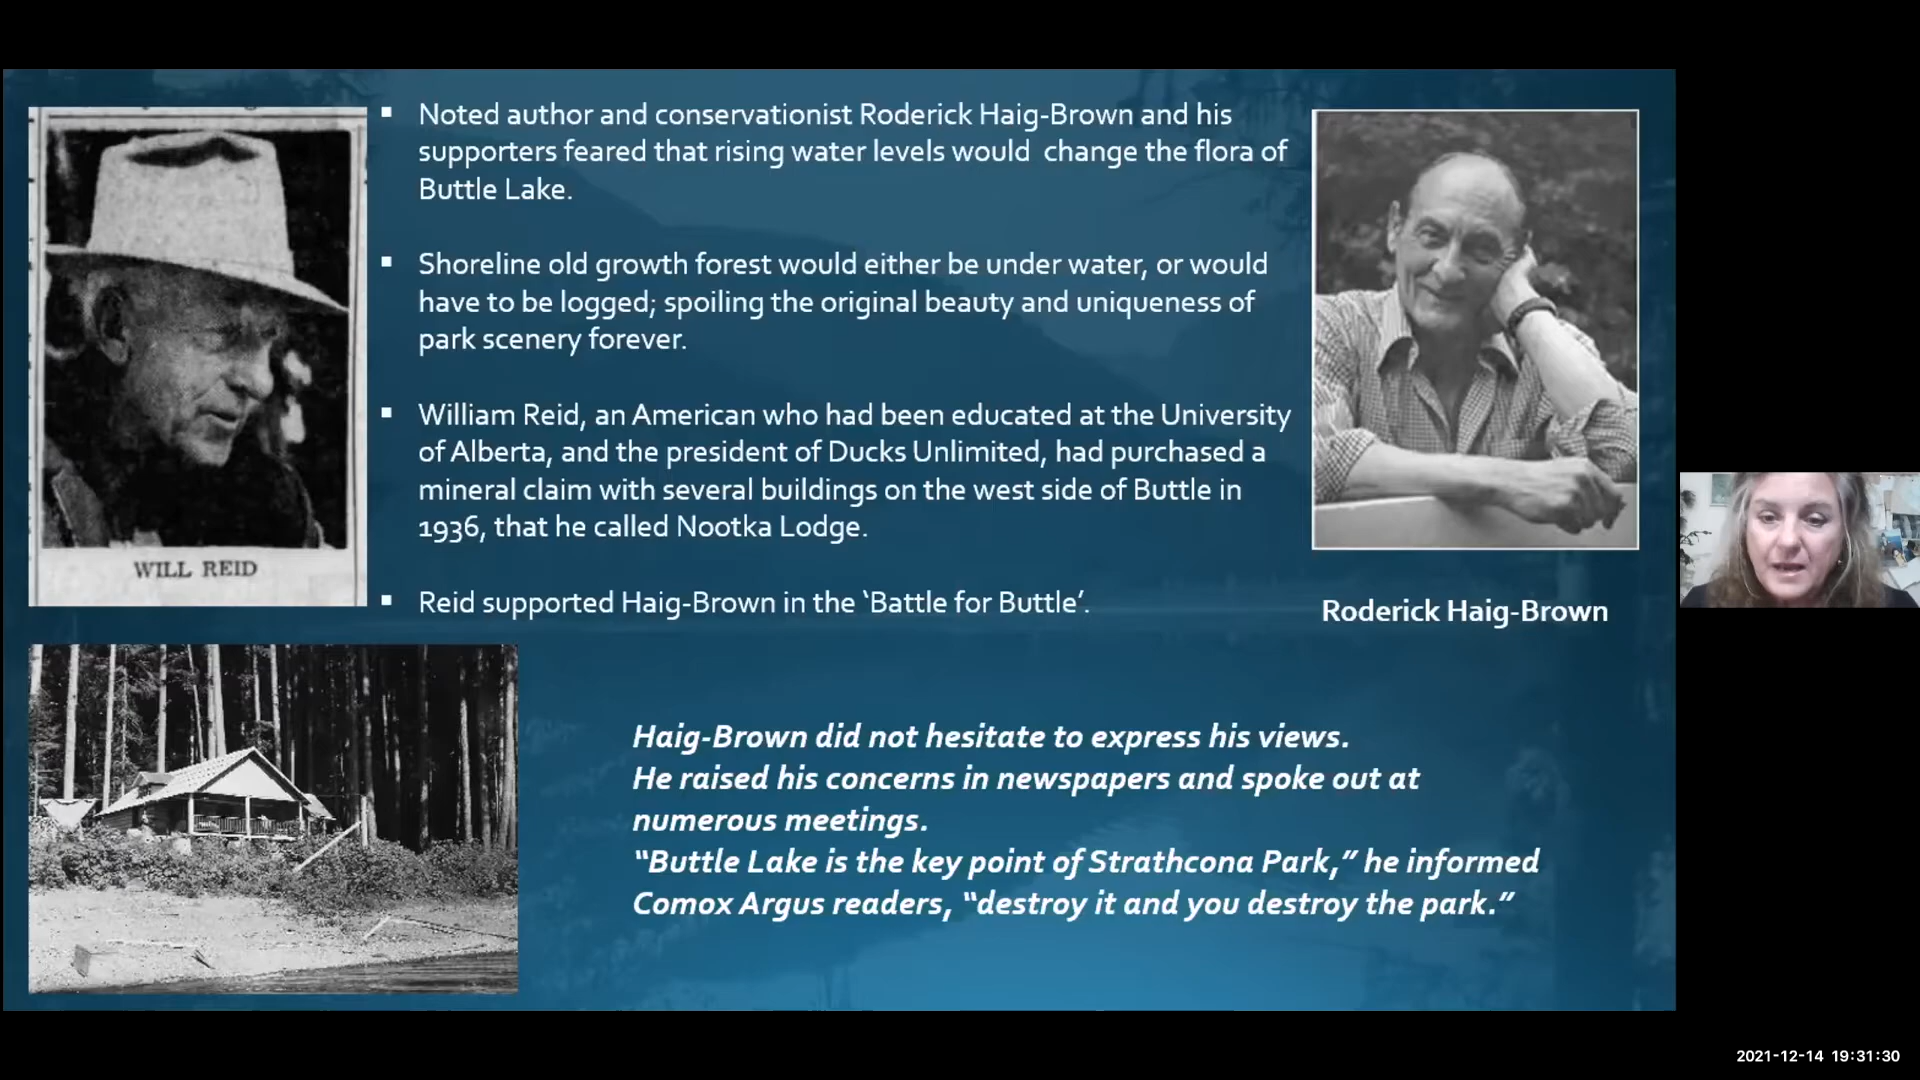 ▪ Noted author and conservationist Roderick Haig-Brown and his
supporters feared that rising water levels would change the flora of
Buttle Lake.
▪ Shoreline old growth forest would either be under water, or would
have to be logged; spoiling the original beauty and uniqueness of
park scenery forever.
▪ William Reid, an American who had been educated at the University
of Alberta, and the president of Ducks Unlimited, had purchased a
mineral claim with several buildings on the west side of Buttle in
1936, that he called Nootka Lodge.
▪ Reid supported Haig-Brown in the ‘Battle for Buttle’.
WILL REID
Roderick Haig-Brown
Haig-Brown did not hesitate to express his views.
He raised his concerns in newspapers and spoke out at
numerous meetings.
“Buttle Lake is the key point of Strathcona Park,” he informed
Comox Argus readers, “destroy it and you destroy the park.”
2021-12-14 19:31:30